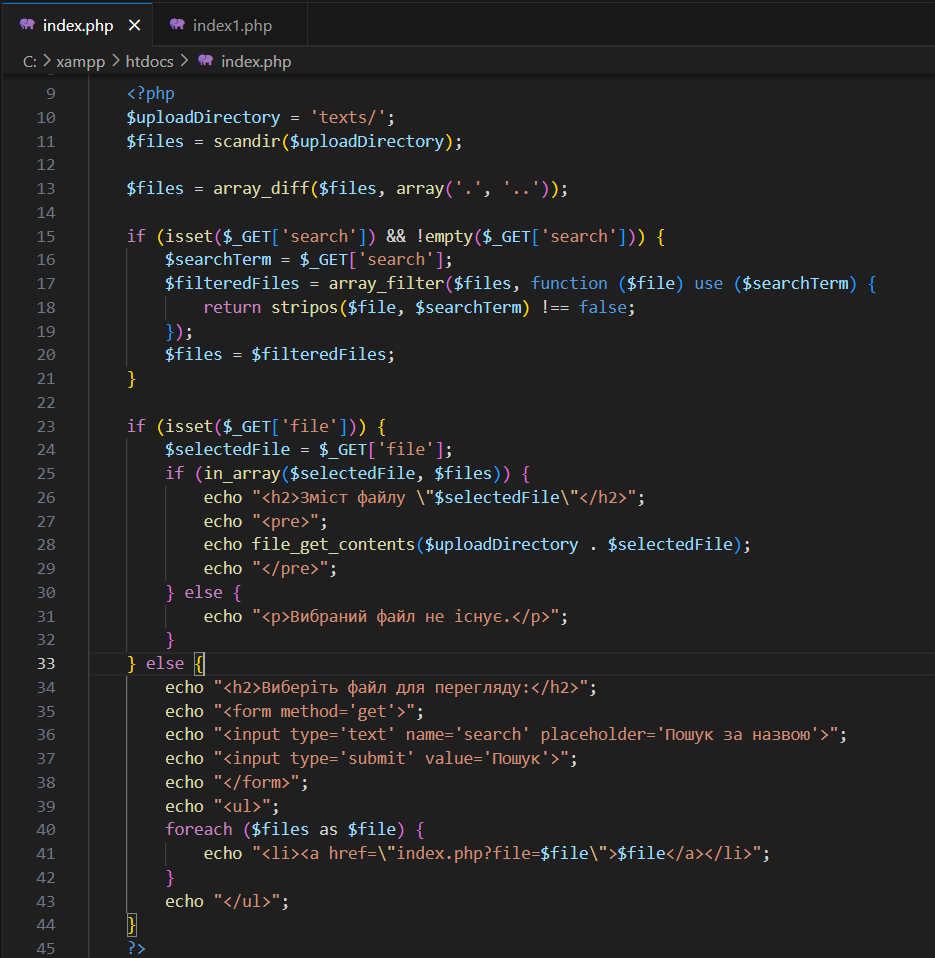 index.php
index1.php
C: > xampp > htdocs > index.php
9 <?php
10 $uploadDirectory = 'texts/';
11 $files = scandir($uploadDirectory);
12
13 $files = array_diff($files, array('.', '..'));
14
15 if (isset($_GET['search']) && !empty($_GET['search'])) {
16 $searchTerm = $_GET['search'];
17 $filteredFiles = array_filter($files, function ($file) use ($searchTerm) {
18 return stripos($file, $searchTerm) !== false;
19 });
20 $files = $filteredFiles;
21 }
22
23 if (isset($_GET['file'])) {
24 $selectedFile = $_GET['file'];
25 if (in_array($selectedFile, $files)) {
26 echo "<h2>Зміст файлу \"$selectedFile\"</h2>";
27 echo "<pre>";
28 echo file_get_contents($uploadDirectory . $selectedFile);
29 echo "</pre>";
30 } else {
31 echo "<p>Вибраний файл не існує.</p>";
32 }
33 } else {
34 echo "<h2>Виберіть файл для перегляду:</h2>";
35 echo "<form method='get'>";
36 echo "<input type='text' name='search' placeholder='Пошук за назвою'>";
37 echo "<input type='submit' value='Пошук'>";
38 echo "</form>";
39 echo "<ul>";
40 foreach ($files as $file) {
41 echo "<li><a href=\"index.php?file=$file\">$file</a></li>";
42 }
43 echo "</ul>";
44 }
45 ?>